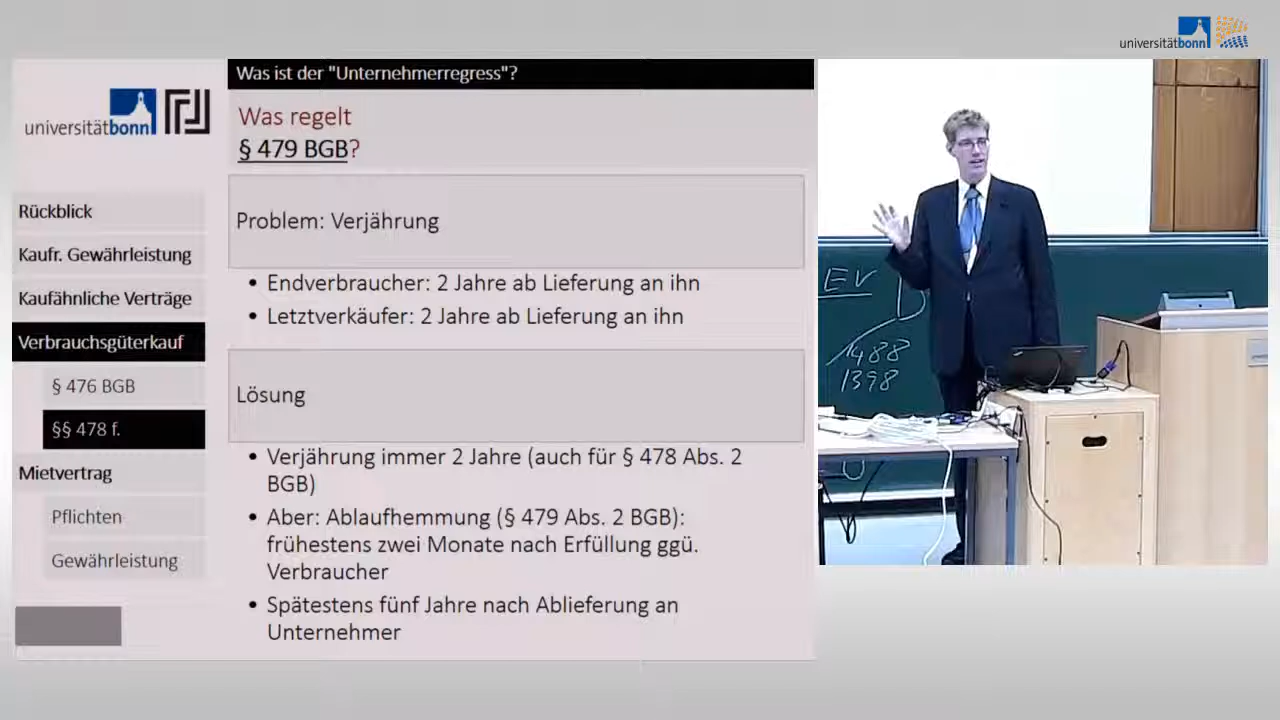 universitätbonn
Was ist der "Unternehmerregress"?
Was regelt
§ 479 BGB?
universitätbonn
Rückblick
Kaufr. Gewährleistung
Kaufähnliche Verträge
Verbrauchsgüterkauf
§ 476 BGB
§§ 478 f.
Mietvertrag
Pflichten
Gewährleistung
Problem: Verjährung
• Endverbraucher: 2 Jahre ab Lieferung an ihn
• Letztverkäufer: 2 Jahre ab Lieferung an ihn
Lösung
• Verjährung immer 2 Jahre (auch für § 478 Abs. 2
BGB)
• Aber: Ablaufhemmung (§ 479 Abs. 2 BGB):
frühestens zwei Monate nach Erfüllung ggü.
Verbraucher
• Spätestens fünf Jahre nach Ablieferung an
Unternehmer
EV
1488
1398